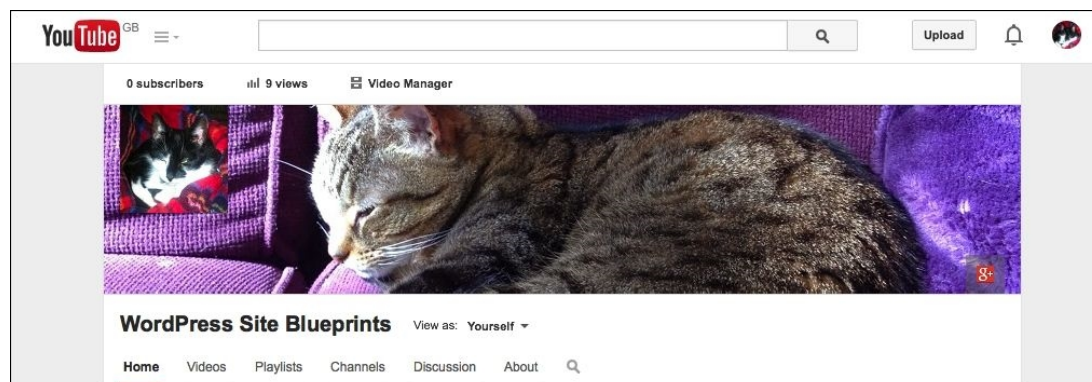 YouTube GB
Upload
0 subscribers 9 views Video Manager
g+
WordPress Site Blueprints View as: Yourself
Home Videos Playlists Channels Discussion About